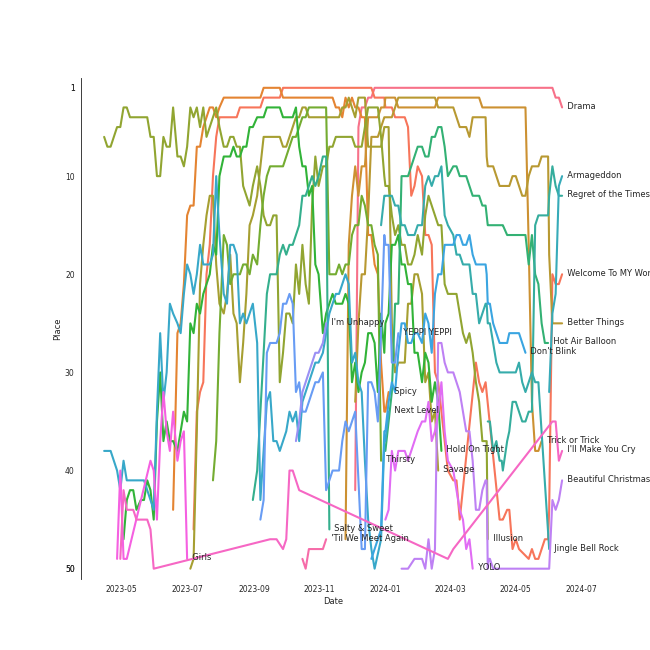 1
Drama
10
Armageddon
Regret of the Times
20
Welcome To MY Wor
Better Things
I'm Unhappy
YEPPI YEPPI
Hot Air Balloon
Don't Blink
30
Spicy
Next Level
Trick or Trick
Hold On Tight
I'll Make You Cry
Thirsty
40
Savage
Beautiful Christmas
Salty & Sweet
'Til We Meet Again
Illusion
Jingle Bell Rock
Girls
YOLO
50
Place
2023-05
2023-07
2023-09
2023-11
2024-01
2024-03
2024-05
2024-07
Date